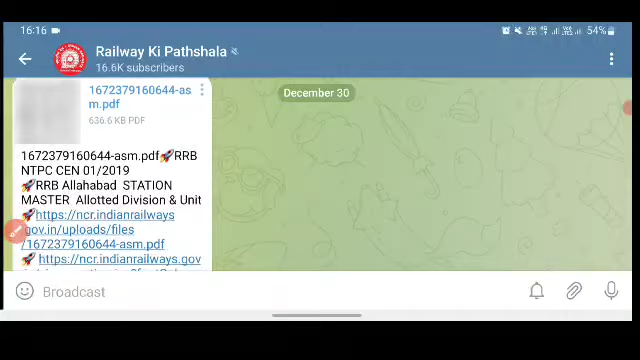 16:16
54%
Railway Ki Pathshala
16.6K subscribers
December 30
1672379160644-as
m.pdf
636.6 KB PDF
1672379160644-asm.pdf🚀RRB
NTPC CEN 01/2019
🚀RRB Allahabad STATION
MASTER Allotted Division & Unit
🚀https://ncr.indianrailways
.gov.in/uploads/files
/1672379160644-asm.pdf
🚀https://ncr.indianrailways.gov
Broadcast